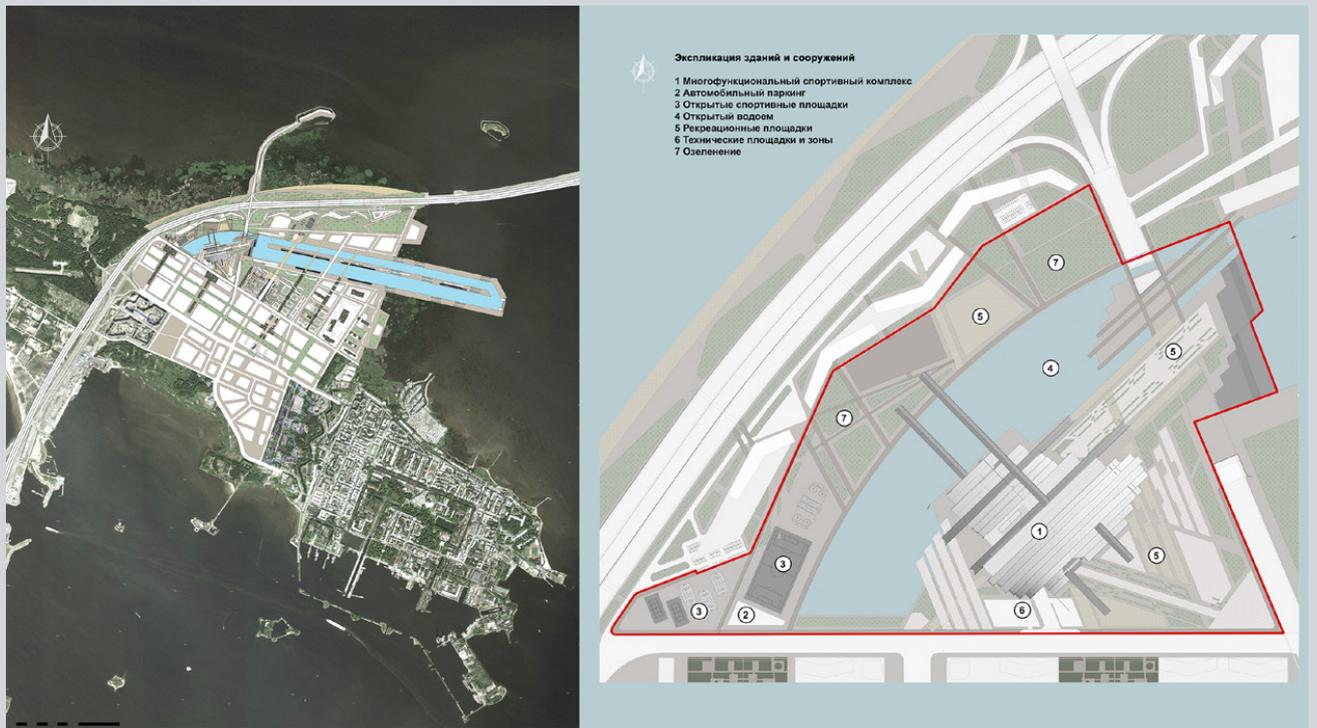 Экспликация зданий и сооружений
1 Многофункциональный спортивный комплекс
2 Автомобильный паркинг
3 Открытые спортивные площадки
4 Открытый водоем
5 Рекреационные площадки
6 Технические площадки и зоны
7 Озеленение
7
5
5
4
7
1
5
3
6
3
2